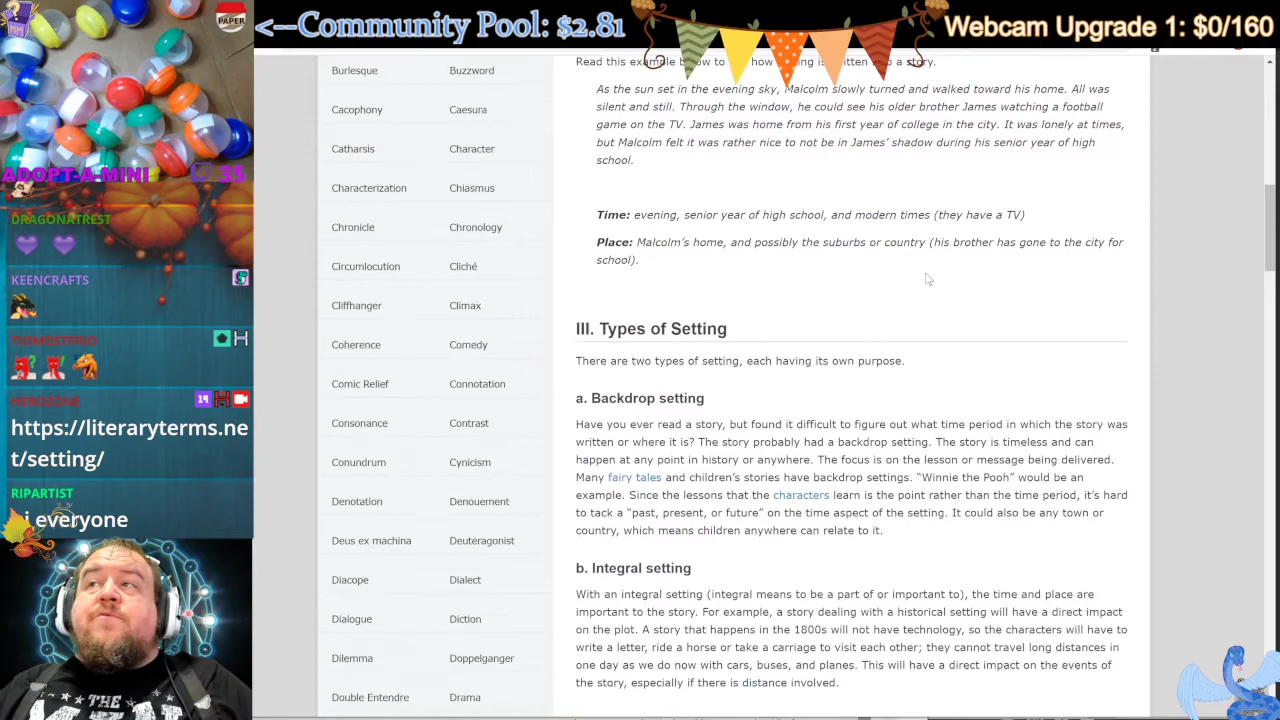 PAPER
<--Community Pool: $2.81
Webcam Upgrade 1: $0/160
ADOPT-A-MINI
35
DRAGONATREST
KEENCRAFTS
HEROZONE
19
https://literaryterms.ne
t/setting/
RIPARTIST
everyone
Burlesque Buzzword
Cacophony Caesura
Catharsis Character
Characterization Chiasmus
Chronicle Chronology
Circumlocution Cliché
Cliffhanger Climax
Coherence Comedy
Comic Relief Connotation
Consonance Contrast
Conundrum Cynicism
Denotation Denouement
Deus ex machina Deuteragonist
Diacope Dialect
Dialogue Diction
Dilemma Doppelganger
Double Entendre Drama
Read this example below to how is written a story.
As the sun set in the evening sky, Malcolm slowly turned and walked toward his home. All was
silent and still. Through the window, he could see his older brother James watching a football
game on the TV. James was home from his first year of college in the city. It was lonely at times,
but Malcolm felt it was rather nice to not be in James' shadow during his senior year of high
school.
Time: evening, senior year of high school, and modern times (they have a TV)
Place: Malcolm's home, and possibly the suburbs or country (his brother has gone to the city for
school).
III. Types of Setting
There are two types of setting, each having its own purpose.
a. Backdrop setting
Have you ever read a story, but found it difficult to figure out what time period in which the story was
written or where it is? The story probably had a backdrop setting. The story is timeless and can
happen at any point in history or anywhere. The focus is on the lesson or message being delivered.
Many fairy tales and children's stories have backdrop settings. "Winnie the Pooh" would be an
example. Since the lessons that the characters learn is the point rather than the time period, it's hard
to tack a "past, present, or future" on the time aspect of the setting. It could also be any town or
country, which means children anywhere can relate to it.
b. Integral setting
With an integral setting (integral means to be a part of or important to), the time and place are
important to the story. For example, a story dealing with a historical setting will have a direct impact
on the plot. A story that happens in the 1800s will not have technology, so the characters will have to
write a letter, ride a horse or take a carriage to visit each other; they cannot travel long distances in
one day as we do now with cars, buses, and planes. This will have a direct impact on the events of
the story, especially if there is distance involved.
THE